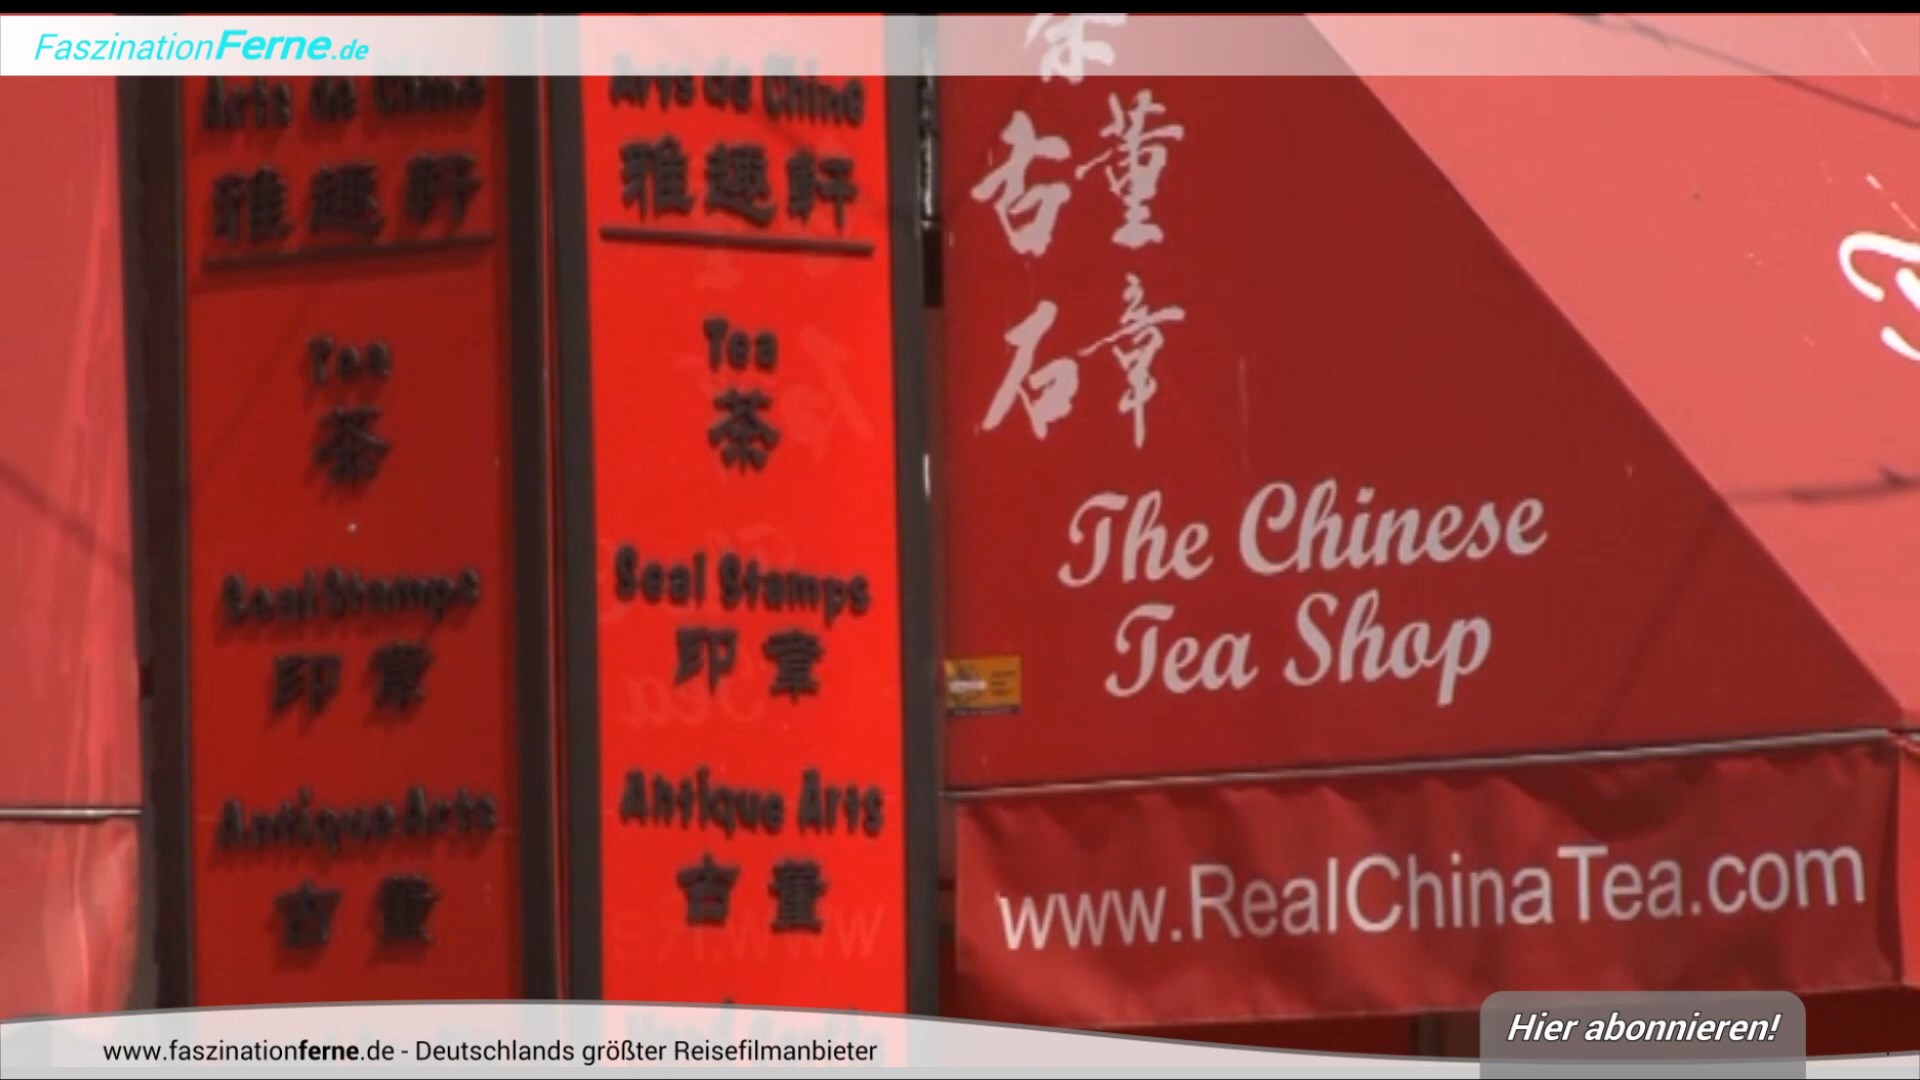 FaszinationFerne.de
Arts de Chine
雅趣軒
Tea
茶
Seal Stamps
印章
Antique Arts
古董
Arts de Chine
雅趣軒
Tea
茶
Seal Stamps
印章
Antique Arts
古董
茶
古董
石章
The Chinese
Tea Shop
www.RealChinaTea.com
www.faszinationferne.de - Deutschlands größter Reisefilmanbieter
Hier abonnieren!